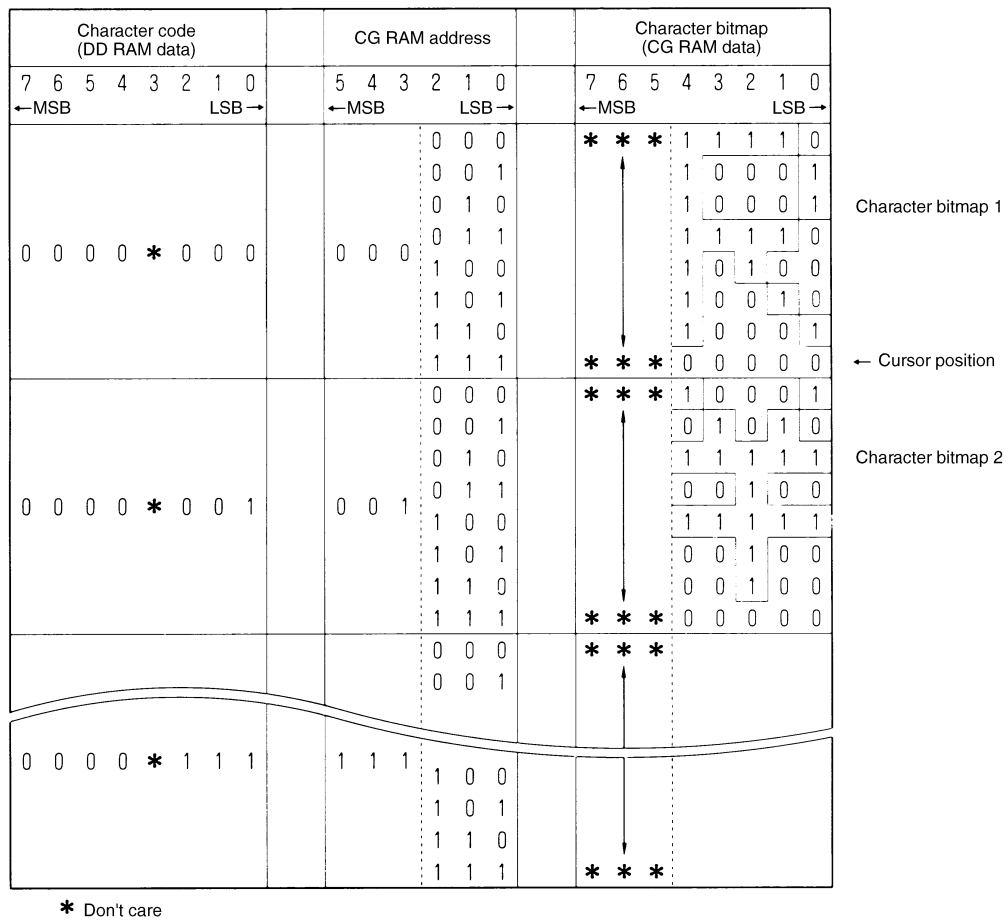 Character code CG RAM address Character bitmap
(DD RAM data) (CG RAM data)
7 6 5 4 3 2 1 0 5 4 3 2 1 0 7 6 5 4 3 2 1 0
←MSB LSB→ ←MSB LSB→ ←MSB LSB→
0 0 0 * * * 1 1 1 1 0
0 0 1 1 0 0 0 1
0 1 0 1 0 0 0 1 Character bitmap 1
0 1 1 1 1 1 1 0
0 0 0 0 * 0 0 0 0 0 0
1 0 0 1 0 1 0 0
1 0 1 1 0 0 1 0
1 1 0 1 0 0 0 1
1 1 1 * * * 0 0 0 0 0 ← Cursor position
0 0 0 * * * 1 0 0 0 1
0 0 1 0 1 0 1 0
0 1 0 1 1 1 1 1 Character bitmap 2
0 1 1 0 0 1 0 0
0 0 0 0 * 0 0 1 0 0 1
1 0 0 1 1 1 1 1
1 0 1 0 0 1 0 0
1 1 0 0 0 1 0 0
1 1 1 * * * 0 0 0 0 0
0 0 0 * * *
0 0 1
0 0 0 0 * 1 1 1 1 1 1
1 0 0
1 0 1
1 1 0
1 1 1 * * *
* Don't care